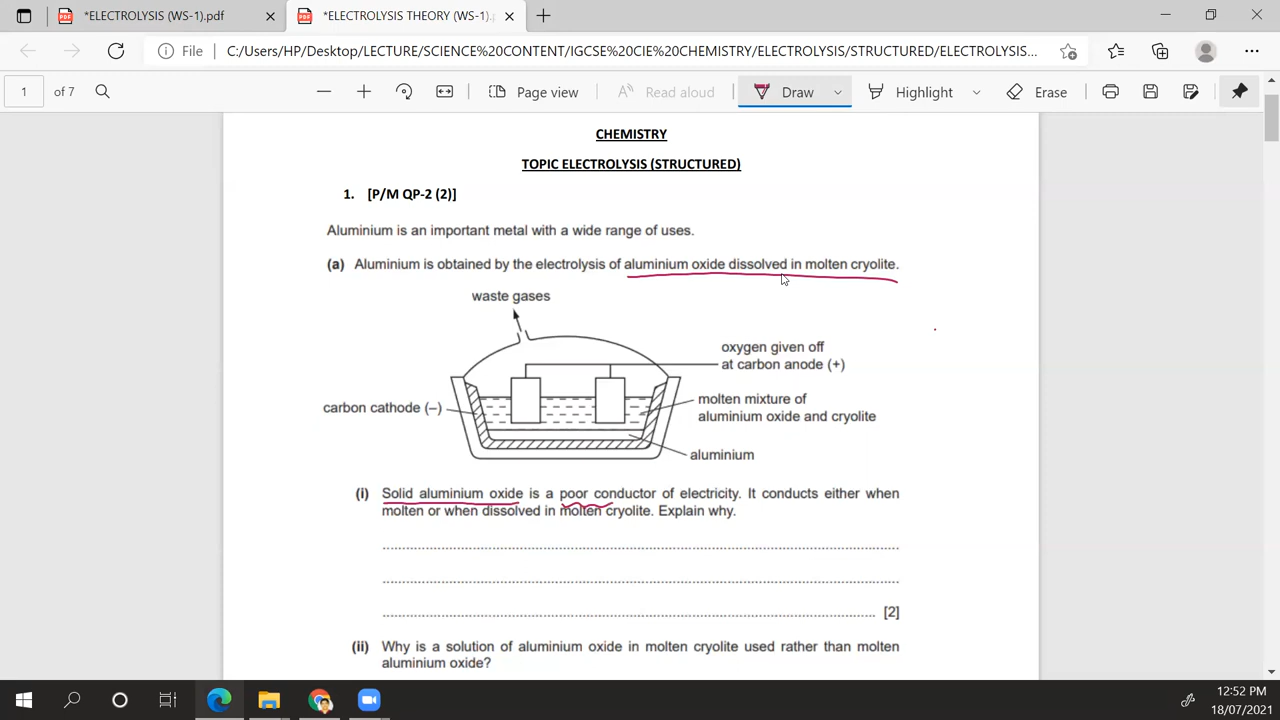 *ELECTROLYSIS (WS-1).pdf
*ELECTROLYSIS THEORY (WS-1).p
File
C:/Users/HP/Desktop/LECTURE/SCIENCE%20CONTENT/IGCSE%20CIE%20CHEMISTRY/ELECTROLYSIS/STRUCTURED/ELECTROLYSIS...
1 of 7
Page view
Read aloud
Draw
Highlight
Erase
CHEMISTRY
TOPIC ELECTROLYSIS (STRUCTURED)
1. [P/M QP-2 (2)]
Aluminium is an important metal with a wide range of uses.
(a) Aluminium is obtained by the electrolysis of aluminium oxide dissolved in molten cryolite.
waste gases
oxygen given off
at carbon anode (+)
carbon cathode (–)
molten mixture of
aluminium oxide and cryolite
aluminium
(i) Solid aluminium oxide is a poor conductor of electricity. It conducts either when
molten or when dissolved in molten cryolite. Explain why.
[2]
(ii) Why is a solution of aluminium oxide in molten cryolite used rather than molten
aluminium oxide?
12:52 PM
18/07/2021